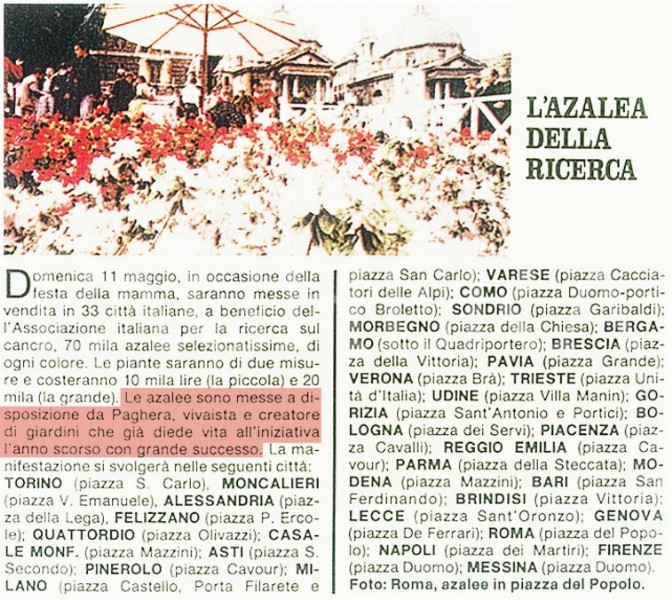 L'AZALEA
DELLA
RICERCA
Domenica 11 maggio, in occasione della
festa della mamma, saranno messe in
vendita in 33 città italiane, a beneficio del-
l'Associazione italiana per la ricerca sul
cancro, 70 mila azalee selezionatissime, di
ogni colore. Le piante saranno di due misu-
re e costeranno 10 mila lire (la piccola) e 20
mila (la grande). Le azalee sono messe a di-
sposizione da Paghera, vivaista e creatore
di giardini che già diede vita all'iniziativa
l'anno scorso con grande successo. La ma-
nifestazione si svolgerà nelle seguenti città:
TORINO (piazza S. Carlo), MONCALIERI
(piazza V. Emanuele), ALESSANDRIA (piaz-
za della Lega), FELIZZANO (piazza P. Erco-
le); QUATTORDIO (piazza Olivazzi); CASA-
LE MONF. (piazza Mazzini); ASTI (piazza S.
Secondo); PINEROLO (piazza Cavour); MI-
LANO (piazza Castello, Porta Filarete e
piazza San Carlo); VARESE (piazza Caccia-
tori delle Alpi); COMO (piazza Duomo-porti-
co Broletto); SONDRIO (piazza Garibaldi);
MORBEGNO (piazza della Chiesa); BERGA-
MO (sotto il Quadriportero); BRESCIA (piaz-
za della Vittoria); PAVIA (piazza Grande);
VERONA (piazza Brà); TRIESTE (piazza Uni-
tà d'Italia); UDINE (piazza Villa Manin); GO-
RIZIA (piazza Sant'Antonio e Portici); BO-
LOGNA (piazza dei Servi); PIACENZA (piaz-
za Cavalli); REGGIO EMILIA (piazza Ca-
vour); PARMA (piazza della Steccata); MO-
DENA (piazza Mazzini); BARI (piazza San
Ferdinando); BRINDISI (piazza Vittoria);
LECCE (piazza Sant'Oronzo); GENOVA
(piazza De Ferrari); ROMA (piazza del Popo-
lo); NAPOLI (piazza dei Martiri); FIRENZE
(piazza Duomo); MESSINA (piazza Duomo).
Foto: Roma, azalee in piazza del Popolo.